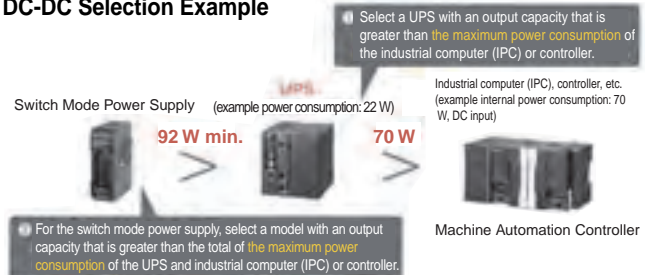 DC-DC Selection Example
Select a UPS with an output capacity that is
greater than the maximum power consumption of
the industrial computer (IPC) or controller.
UPS
Industrial computer (IPC), controller, etc.
(example internal power consumption: 70
W, DC input)
Switch Mode Power Supply
(example power consumption: 22 W)
92 W min.
70 W
>
>
Machine Automation Controller
For the switch mode power supply, select a model with an output
capacity that is greater than the total of the maximum power
consumption of the UPS and industrial computer (IPC) or controller.